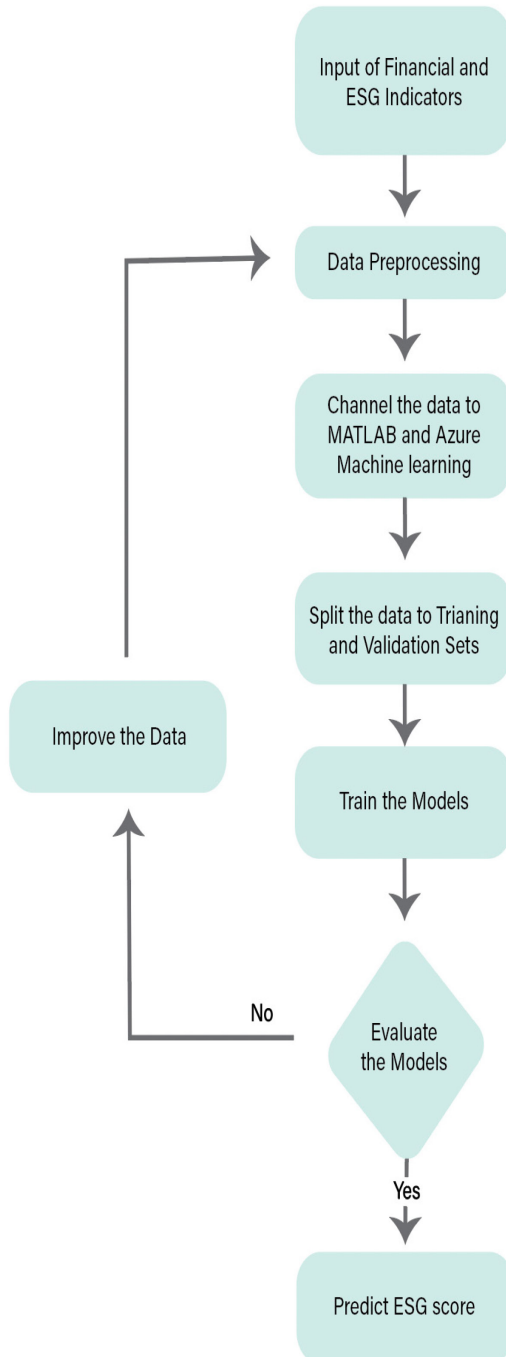 Input of Financial and
ESG Indicators
Data Preprocessing
Channel the data to
MATLAB and Azure
Machine learning
Split the data to Trianing
and Validation Sets
Improve the Data
Train the Models
No
Evaluate
the Models
Yes
Predict ESG score